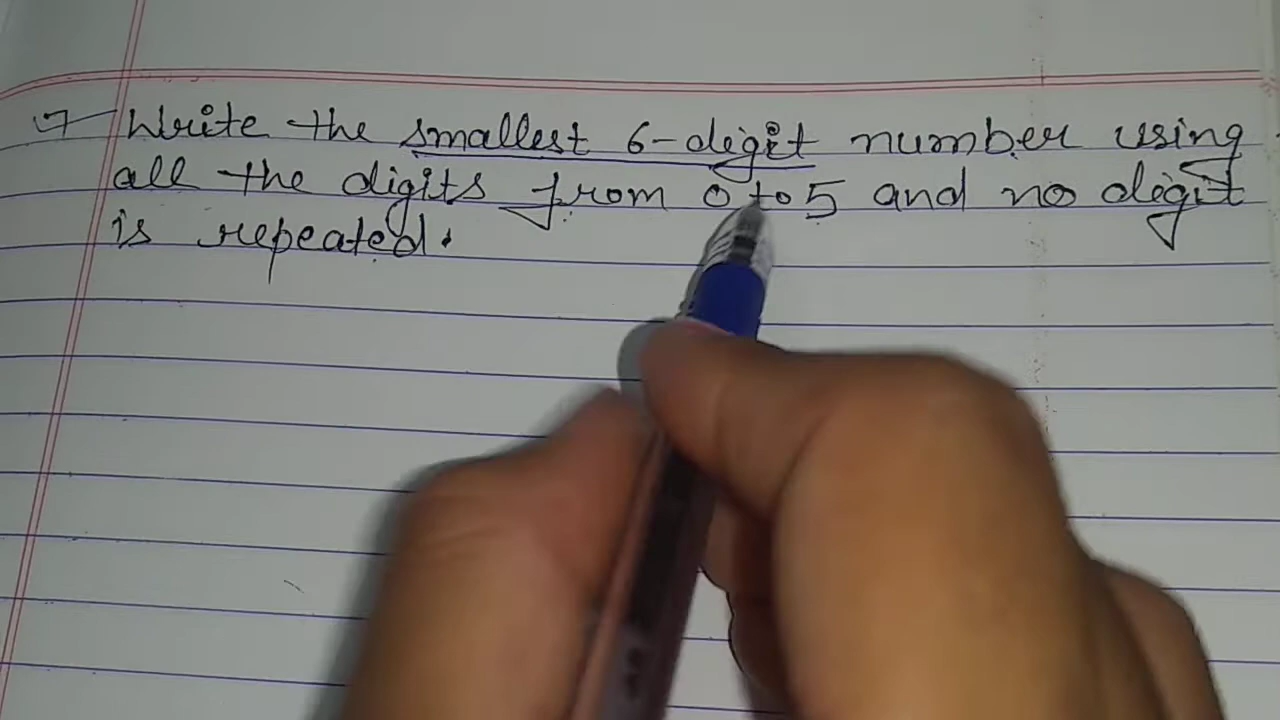 7- Write the smallest 6-digit number using
all the digits from 0 to 5 and no digit
is repeated.